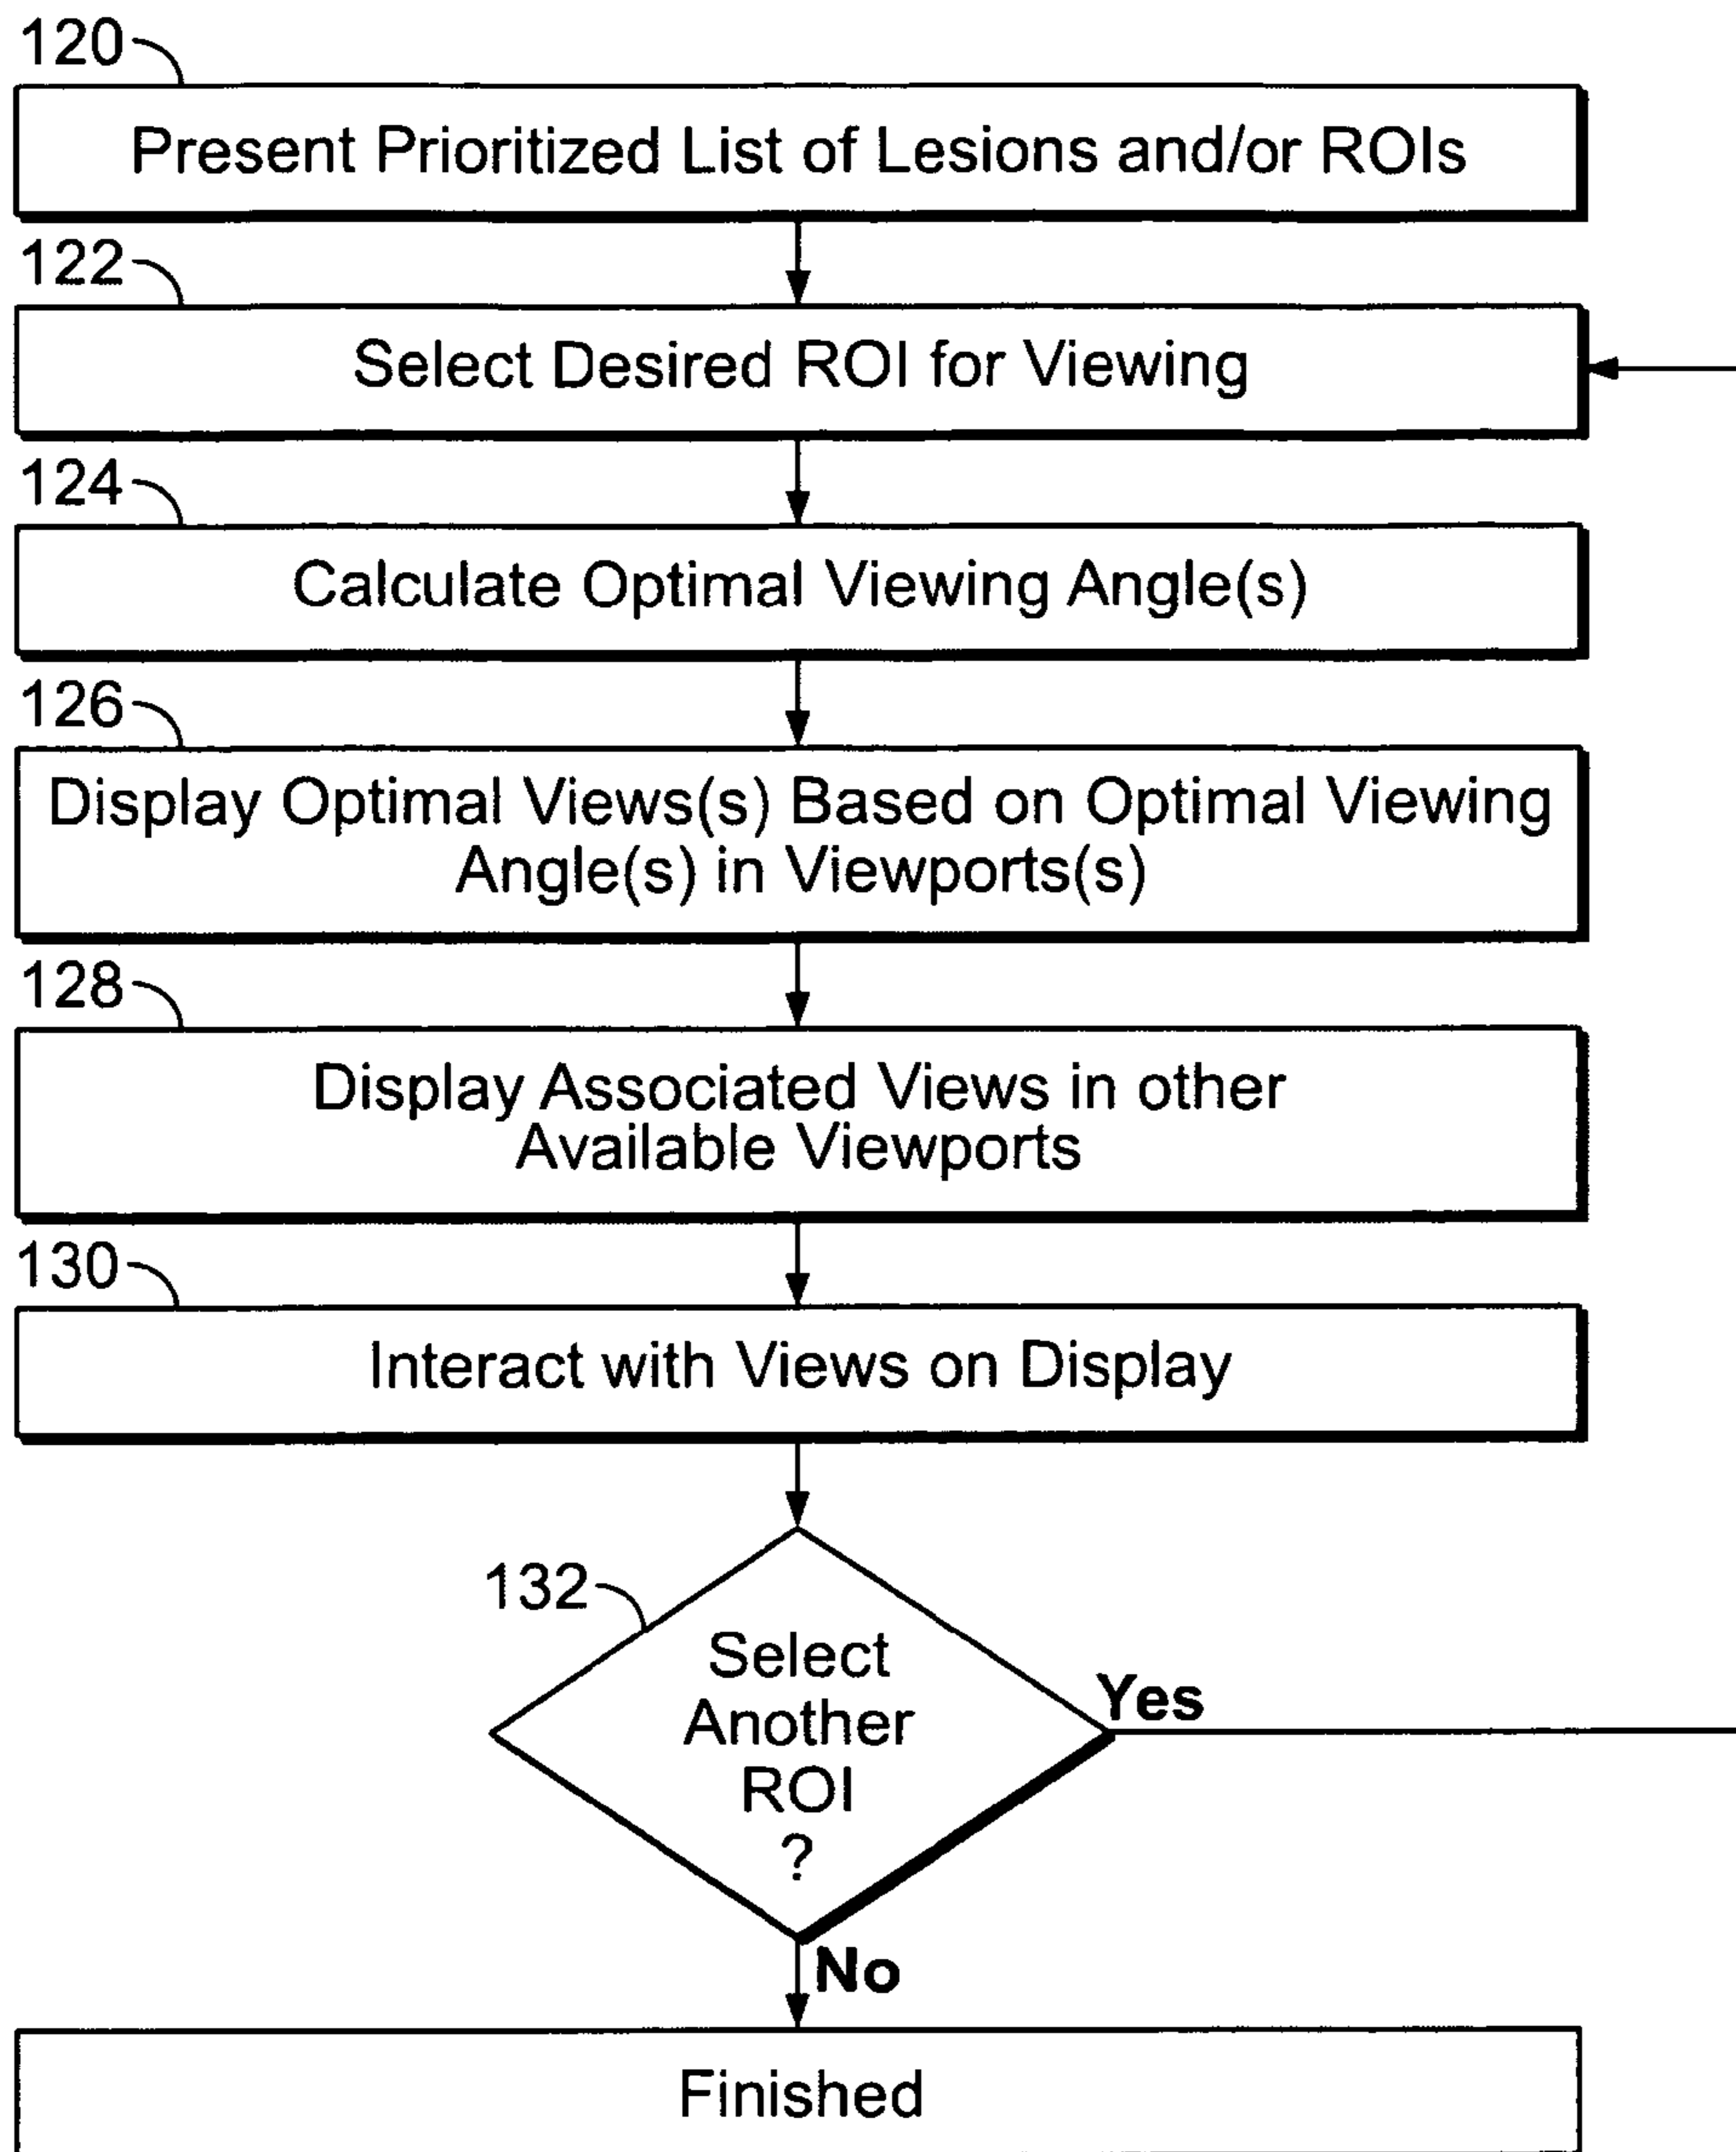 120
Present Prioritized List of Lesions and/or ROIs
122
Select Desired ROI for Viewing
124
Calculate Optimal Viewing Angle(s)
126
Display Optimal Views(s) Based on Optimal Viewing
Angle(s) in Viewports(s)
128
Display Associated Views in other
Available Viewports
130
Interact with Views on Display
132
Select
Another
ROI
?
Yes
No
Finished